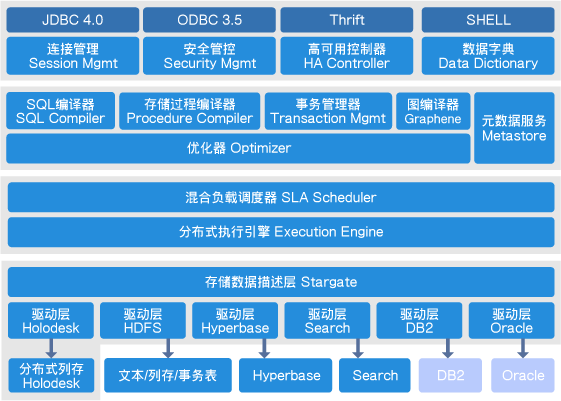 JDBC 4.0
ODBC 3.5
Thrift
SHELL
连接管理
Session Mgmt
安全管控
Security Mgmt
高可用控制器
HA Controller
数据字典
Data Dictionary
SQL编译器
SQL Compiler
存储过程编译器
Procedure Compiler
事务管理器
Transaction Mgmt
图编译器
Graphene
元数据服务
Metastore
优化器 Optimizer
混合负载调度器 SLA Scheduler
分布式执行引擎 Execution Engine
存储数据描述层 Stargate
驱动层
Holodesk
驱动层
HDFS
驱动层
Hyperbase
驱动层
Search
驱动层
DB2
驱动层
Oracle
分布式列存
Holodesk
文本/列存/事务表
Hyperbase
Search
DB2
Oracle